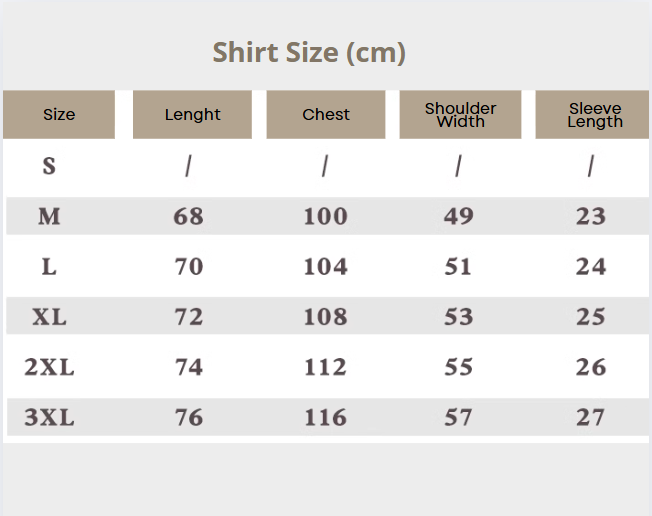 Shirt Size (cm)
Size Lenght Chest Shoulder Width Sleeve Length
S / / / /
M 68 100 49 23
L 70 104 51 24
XL 72 108 53 25
2XL 74 112 55 26
3XL 76 116 57 27